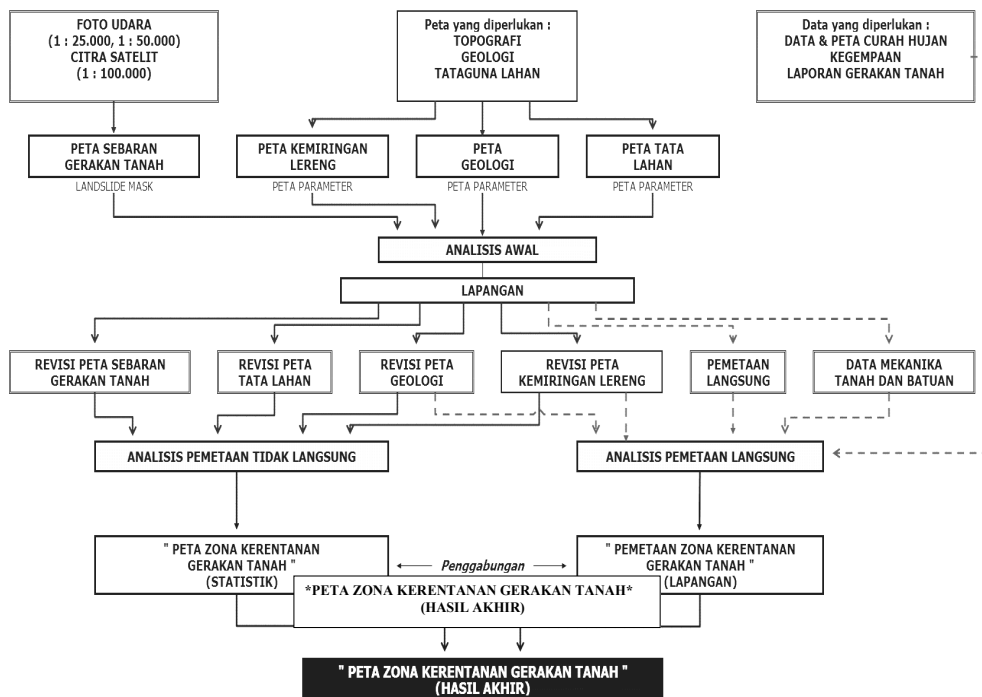 FOTO UDARA
(1 : 25.000, 1 : 50.000)
CITRA SATELIT
(1 : 100.000)
Peta yang diperlukan :
TOPOGRAFI
GEOLOGI
TATAGUNA LAHAN
Data yang diperlukan :
DATA & PETA CURAH HUJAN
KEGEMPAAN
LAPORAN GERAKAN TANAH
PETA SEBARAN
GERAKAN TANAH
LANDSLIDE MASK
PETA KEMIRINGAN
LERENG
PETA PARAMETER
PETA
GEOLOGI
PETA PARAMETER
PETA TATA
LAHAN
PETA PARAMETER
ANALISIS AWAL
LAPANGAN
REVISI PETA SEBARAN
GERAKAN TANAH
REVISI PETA
TATA LAHAN
REVISI PETA
GEOLOGI
REVISI PETA
KEMIRINGAN LERENG
PEMETAAN
LANGSUNG
DATA MEKANIKA
TANAH DAN BATUAN
ANALISIS PEMETAAN TIDAK LANGSUNG
ANALISIS PEMETAAN LANGSUNG
" PETA ZONA KERENTANAN
GERAKAN TANAH "
(STATISTIK)
Penggabungan
" PEMETAAN ZONA KERENTANAN
GERAKAN TANAH "
(LAPANGAN)
*PETA ZONA KERENTANAN GERAKAN TANAH*
(HASIL AKHIR)
" PETA ZONA KERENTANAN GERAKAN TANAH "
(HASIL AKHIR)